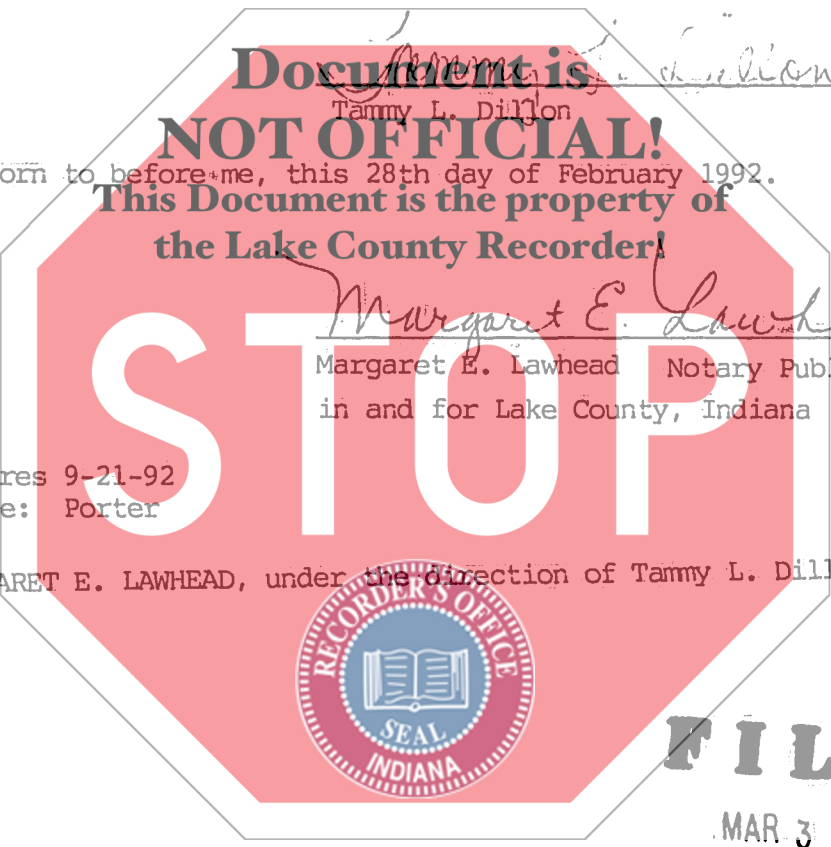 Tammy L. Dillon
Document is
Tammy L. Dillon
NOT OFFICIAL!
orn to before me, this 28th day of February 1992.
This Document is the property of
the Lake County Recorder!
Margaret E. Lawh
Margaret E. Lawhead Notary Publ
in and for Lake County, Indiana
STOP
res 9-21-92
e: Porter
ARET E. LAWHEAD, under the direction of Tammy L. Dill
RECORDER'S OFFICE
SEAL
INDIANA
FIL
MAR 3